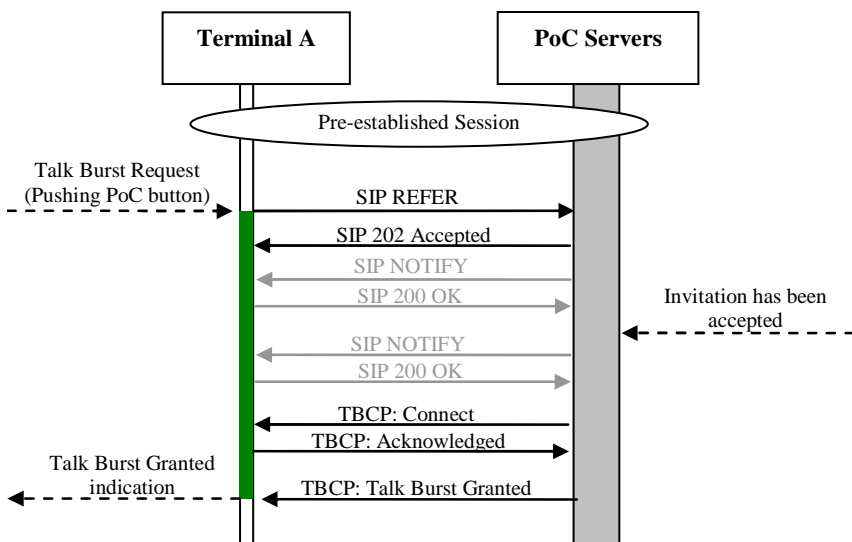 Terminal A
PoC Servers
Pre-established Session
Talk Burst Request
(Pushing PoC button)
SIP REFER
SIP 202 Accepted
SIP NOTIFY
SIP 200 OK
Invitation has been
accepted
SIP NOTIFY
SIP 200 OK
TBCP: Connect
TBCP: Acknowledged
Talk Burst Granted
indication
TBCP: Talk Burst Granted